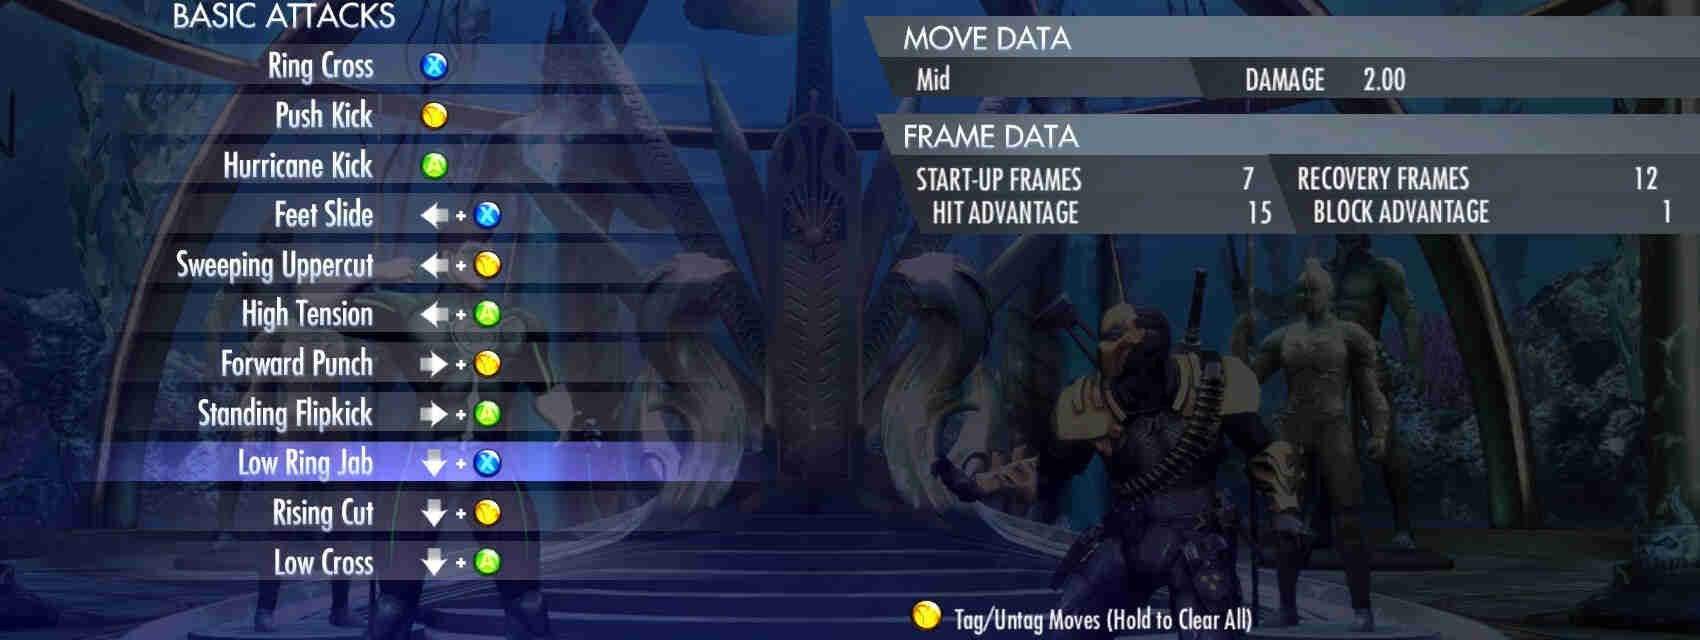 BASIC ATTACKS
Ring Cross X
Push Kick Y
Hurricane Kick A
Feet Slide + X
Sweeping Uppercut + Y
High Tension + A
Forward Punch + Y
Standing Flipkick + A
Low Ring Jab + X
Rising Cut + Y
Low Cross + A
MOVE DATA
Mid DAMAGE 2.00
FRAME DATA
START-UP FRAMES 7 RECOVERY FRAMES 12
HIT ADVANTAGE 15 BLOCK ADVANTAGE 1
Y Tag/Untag Moves (Hold to Clear All)